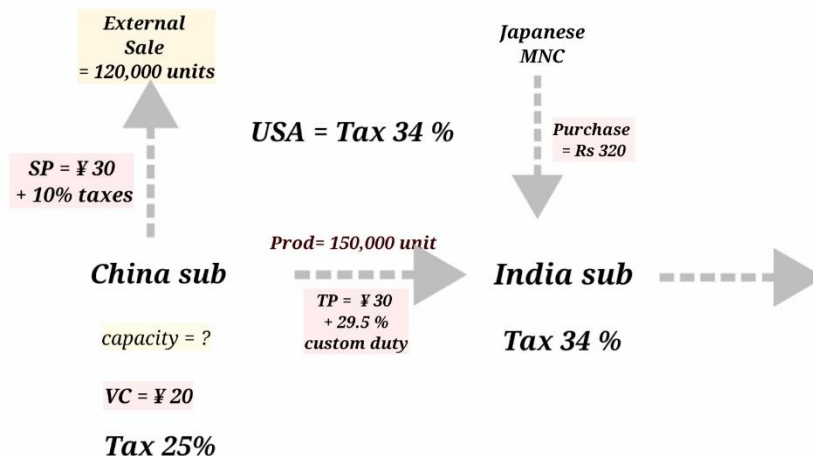 External
Sale
= 120,000 units
Japanese
MNC
USA = Tax 34 %
Purchase
= Rs 320
SP = ¥ 30
+ 10% taxes
Prod= 150,000 unit
China sub
India sub
TP = ¥ 30
+ 29.5 %
custom duty
capacity = ?
Tax 34 %
VC = ¥ 20
Tax 25%